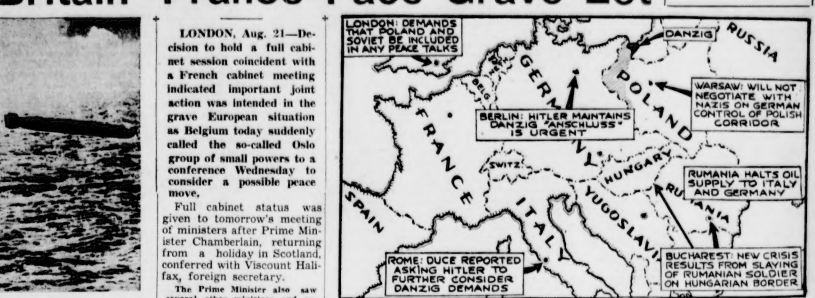 LONDON, Aug. 21—De-
cision to hold a full cabi-
net session coincident with
a French cabinet meeting
indicated important joint
action was intended in the
grave European situation
as Belgium today suddenly
called the so-called Oslo
group of small powers to a
conference Wednesday to
consider a possible peace
move.
Full cabinet status was
given to tomorrow's meeting
of ministers after Prime Min-
ister Chamberlain, returning
from a holiday in Scotland,
conferred with Viscount Hali-
fax, foreign secretary.
The Prime Minister also saw
LONDON: DEMANDS
THAT POLAND AND
SOVIET BE INCLUDED
IN ANY PEACE TALKS
DANZIG
RUSSIA
GERMANY
POLAND
WARSAW: WILL NOT
NEGOTIATE WITH
NAZIS ON GERMAN
CONTROL OF POLISH
CORRIDOR
BELG
BERLIN: HITLER MAINTAINS
DANZIG "ANSCHLUSS"
IS URGENT
FRANCE
SWITZ
HUNGARY
RUMANIA HALTS OIL
SUPPLY TO ITALY
AND GERMANY
RUMANIA
SPAIN
ITALY
YUGOSLAVIA
ROME: DUCE REPORTED
ASKING HITLER TO
FURTHER CONSIDER
DANZIG DEMANDS
BUCHAREST: NEW CRISIS
RESULTS FROM SLAYING
OF RUMANIAN SOLDIER
ON HUNGARIAN BORDER